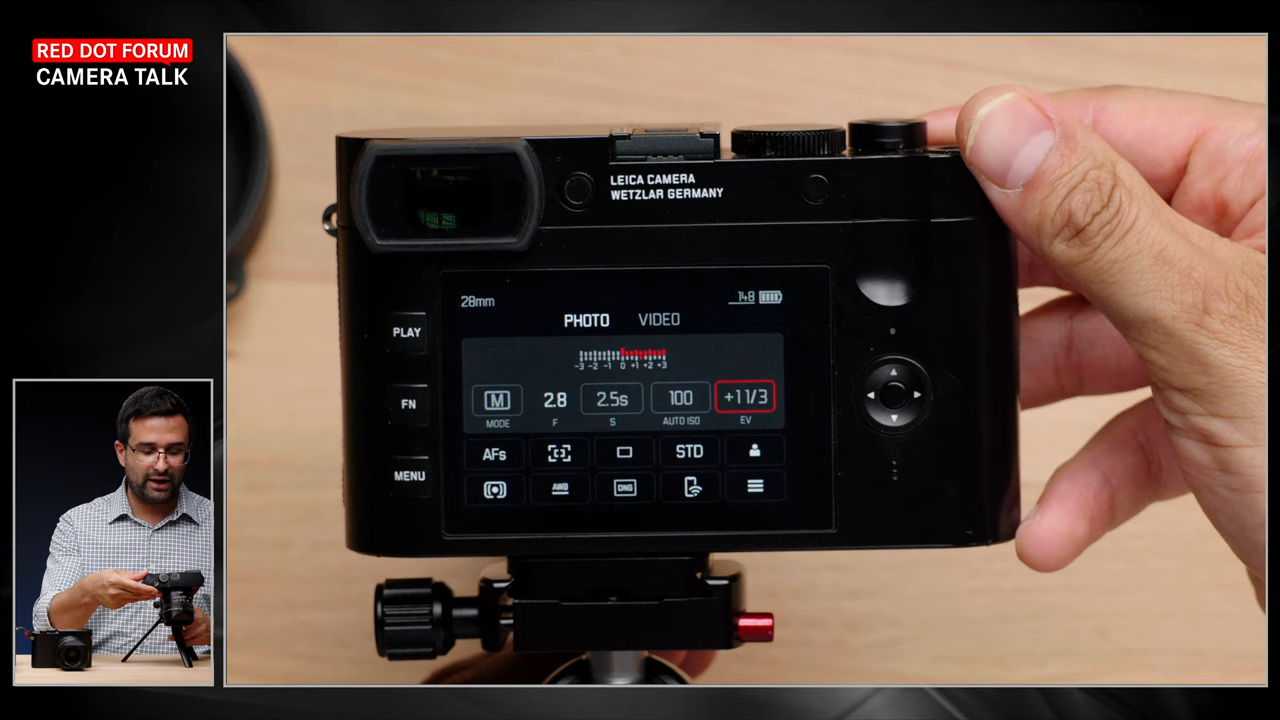 RED DOT FORUM
CAMERA TALK
LEICA CAMERA
WETZLAR GERMANY
28mm
148
PHOTO VIDEO
-3 -2 -1 0 +1 +2 +3
M 2.8 2.5s 100 +1 1/3
MODE F S AUTO ISO EV
AFs STD
AWB DNG
PLAY
FN
MENU